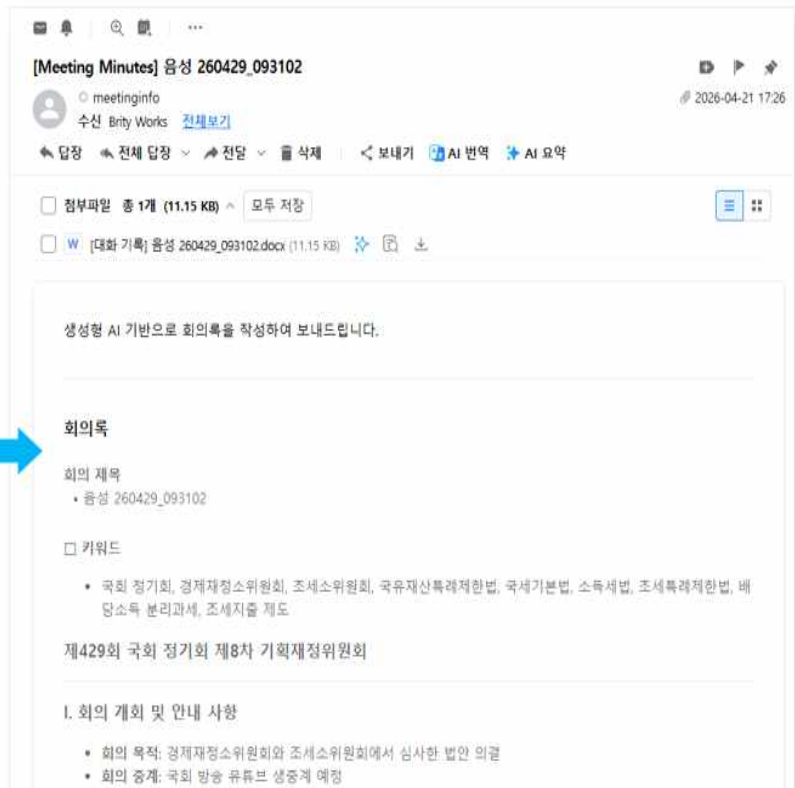 [Meeting Minutes] 음성 260429_093102
meetinginfo
2026-04-21 17:26
수신 Brity Works 전체보기
답장 전체 답장 전달 삭제 보내기 AI 번역 AI 요약
첨부파일 총 1개 (11.15 KB) 모두 저장
W [대화 기록] 음성 260429_093102.docx (11.15 KB)
생성형 AI 기반으로 회의록을 작성하여 보내드립니다.
회의록
회의 제목
• 음성 260429_093102
□ 키워드
• 국회 정기회, 경제재정소위원회, 조세소위원회, 국유재산특례제한법, 국세기본법, 소득세법, 조세특례제한법, 배
당소득 분리과세, 조세지출 제도
제429회 국회 정기회 제8차 기획재정위원회
I. 회의 개회 및 안내 사항
• 회의 목적: 경제재정소위원회와 조세소위원회에서 심사한 법안 의결
• 회의 중계: 국회 방송 유튜브 생중계 예정